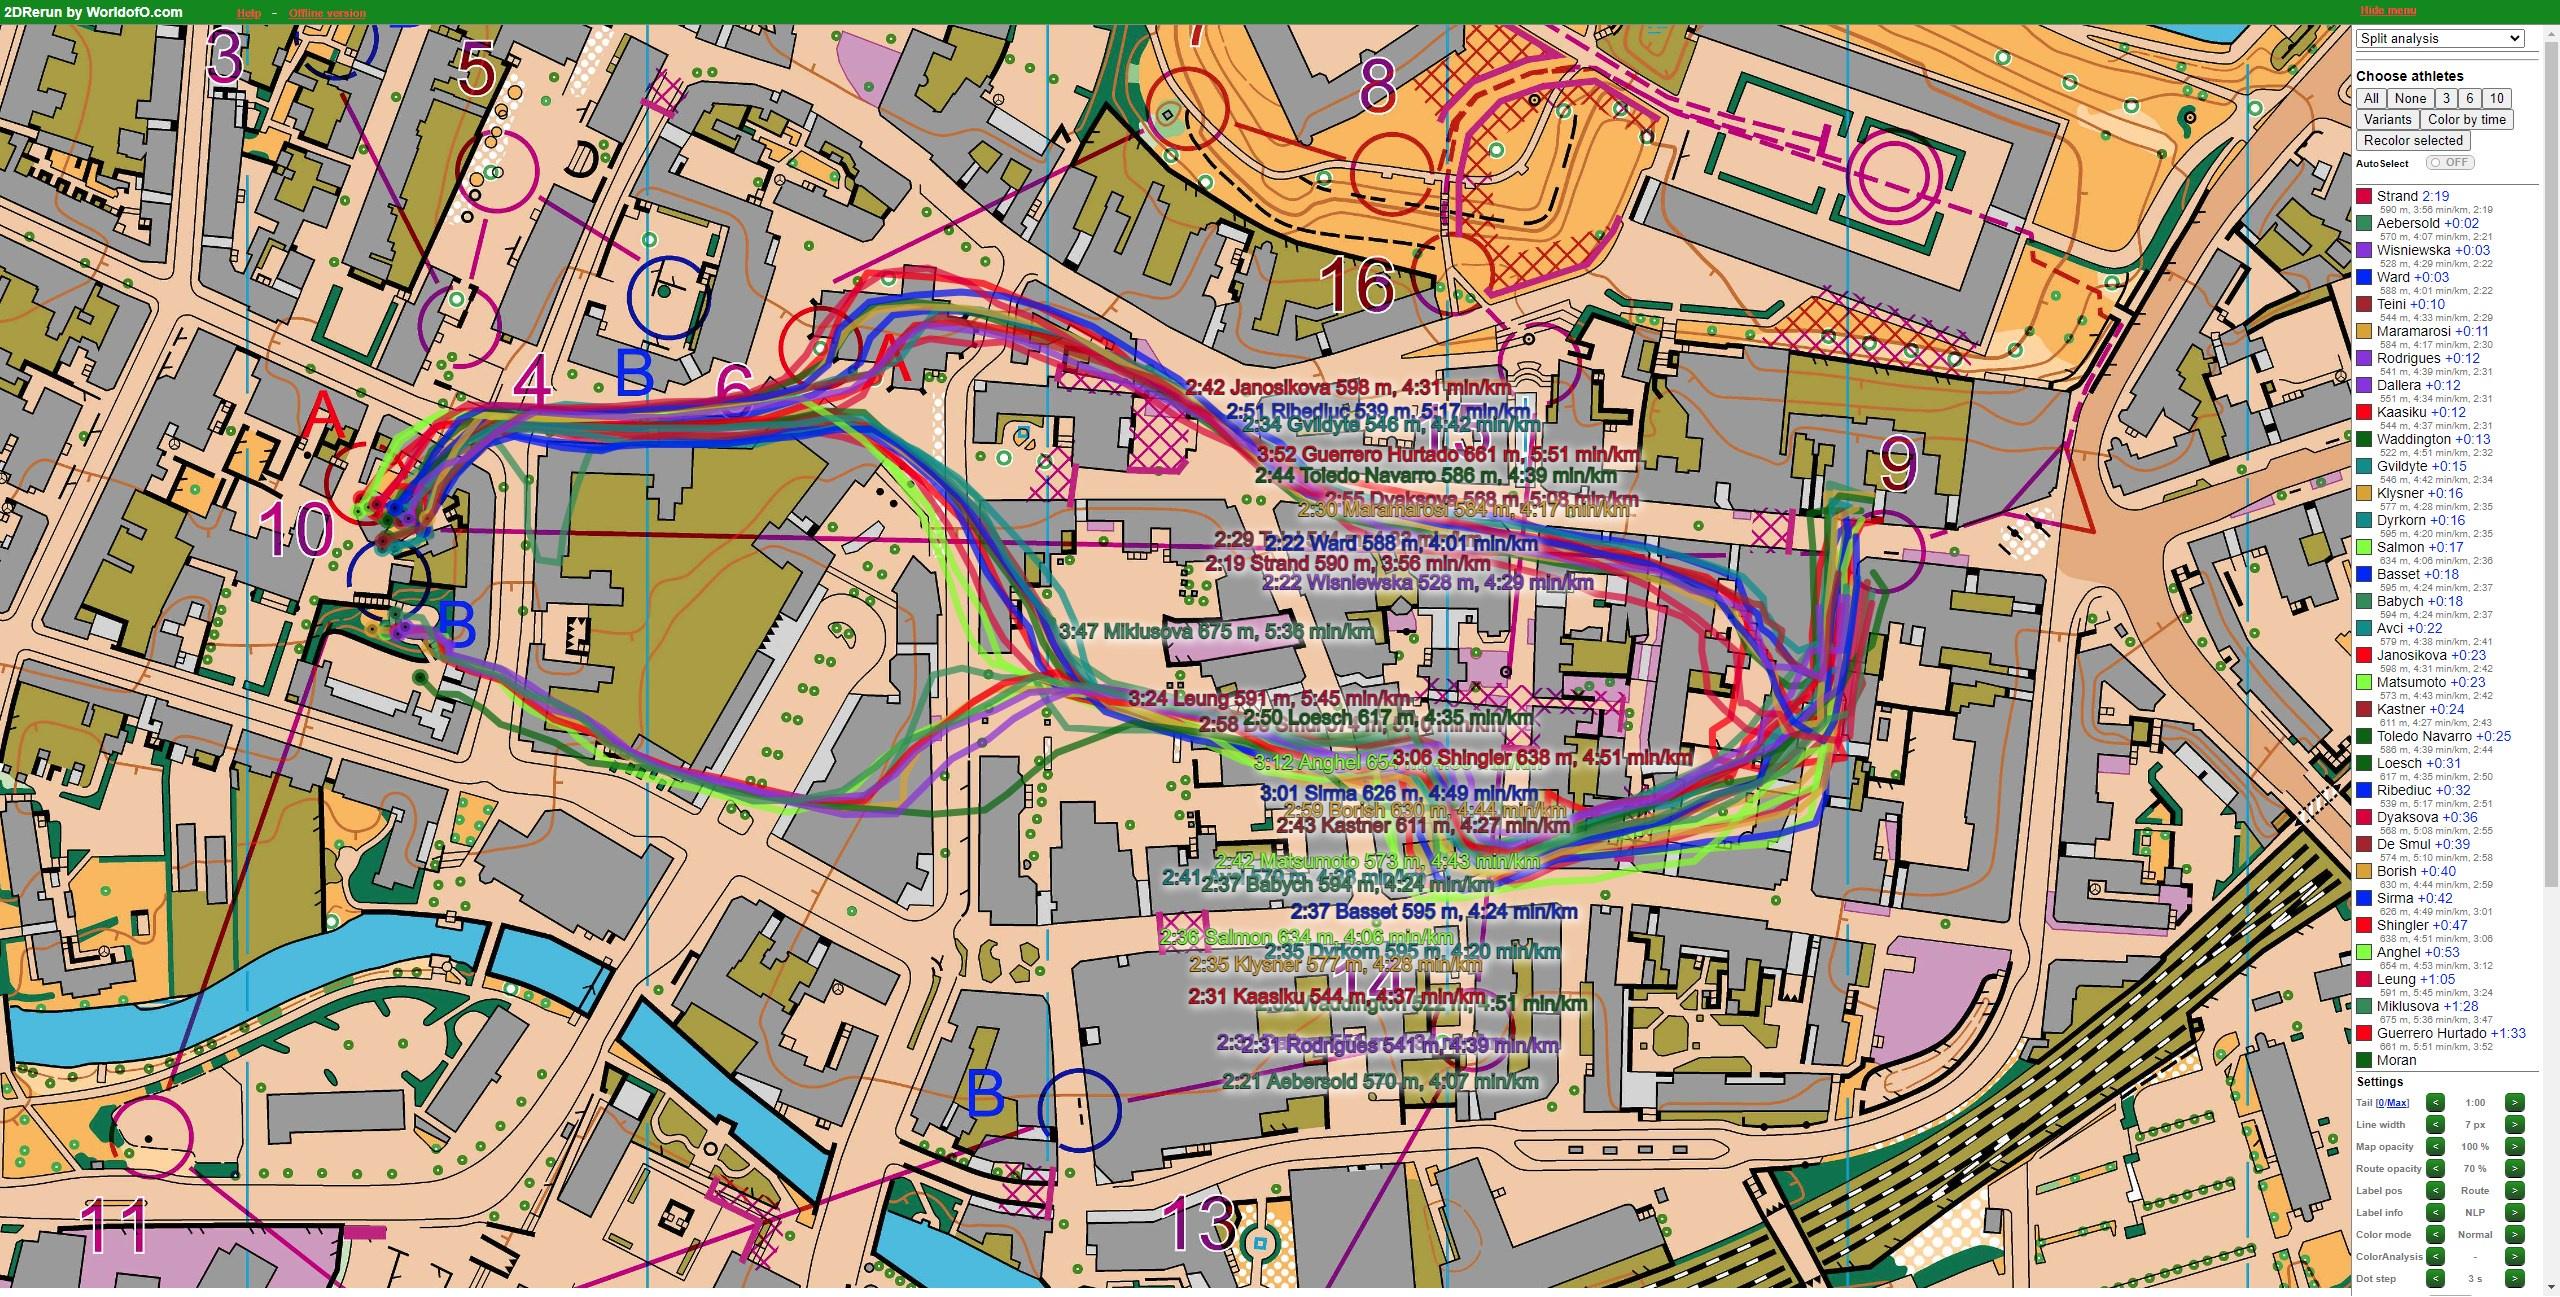 2DRerun by WorldofO.com
Help - Offline version
Hide menu
3
5
7
8
16
4
B
6
A
A
9
10
B
2:42 Janosikova 598 m, 4:31 min/km
2:51 Ribediuc 539 m, 5:17 min/km
2:34 Gvildyte 546 m, 4:42 min/km
15
3:52 Guerrero Hurtado 661 m, 5:51 min/km
2:44 Toledo Navarro 586 m, 4:39 min/km
2:55 Dyaksova 568 m, 5:08 min/km
2:30 Maramarosi 584 m, 4:17 min/km
2:29
2:22 Ward 588 m, 4:01 min/km
2:19 Strand 590 m, 3:56 min/km
2:22 Wisniewska 528 m, 4:29 min/km
3:47 Miklusova 675 m, 5:36 min/km
3:24 Leung 591 m, 5:45 min/km
2:50 Loesch 617 m, 4:35 min/km
2:58 De Smul 574 m, 5:10 min/km
3:06 Shingler 638 m, 4:51 min/km
3:12 Anghel
3:01 Sirma 626 m, 4:49 min/km
2:59 Borish 630 m, 4:44 min/km
2:43 Kastner 611 m, 4:27 min/km
2:42 Matsumoto 573 m, 4:43 min/km
2:41
2:37 Babych 594 m, 4:24 min/km
2:37 Basset 595 m, 4:24 min/km
2:36 Salmon 634 m, 4:06 min/km
2:35 Dyrkorn 595 m, 4:20 min/km
2:35 Klysner 577 m, 4:28 min/km
14
2:31 Kaasiku 544 m, 4:37 min/km
2:32 Waddington 522 m, 4:51 min/km
2:31 Rodrigues 541 m, 4:39 min/km
2:21 Aebersold 570 m, 4:07 min/km
B
11
13
Split analysis
Choose athletes
All None 3 6 10
Variants Color by time
Recolor selected
AutoSelect OFF
Strand 2:19
590 m, 3:56 min/km, 2:19
Aebersold +0:02
570 m, 4:07 min/km, 2:21
Wisniewska +0:03
528 m, 4:29 min/km, 2:22
Ward +0:03
588 m, 4:01 min/km, 2:22
Teini +0:10
544 m, 4:33 min/km, 2:29
Maramarosi +0:11
584 m, 4:17 min/km, 2:30
Rodrigues +0:12
541 m, 4:39 min/km, 2:31
Dallera +0:12
551 m, 4:34 min/km, 2:31
Kaasiku +0:12
544 m, 4:37 min/km, 2:31
Waddington +0:13
522 m, 4:51 min/km, 2:32
Gvildyte +0:15
546 m, 4:42 min/km, 2:34
Klysner +0:16
577 m, 4:28 min/km, 2:35
Dyrkorn +0:16
595 m, 4:20 min/km, 2:35
Salmon +0:17
634 m, 4:06 min/km, 2:36
Basset +0:18
595 m, 4:24 min/km, 2:37
Babych +0:18
594 m, 4:24 min/km, 2:37
Avci +0:22
579 m, 4:38 min/km, 2:41
Janosikova +0:23
598 m, 4:31 min/km, 2:42
Matsumoto +0:23
573 m, 4:43 min/km, 2:42
Kastner +0:24
611 m, 4:27 min/km, 2:43
Toledo Navarro +0:25
586 m, 4:39 min/km, 2:44
Loesch +0:31
617 m, 4:35 min/km, 2:50
Ribediuc +0:32
539 m, 5:17 min/km, 2:51
Dyaksova +0:36
568 m, 5:08 min/km, 2:55
De Smul +0:39
574 m, 5:10 min/km, 2:58
Borish +0:40
630 m, 4:44 min/km, 2:59
Sirma +0:42
626 m, 4:49 min/km, 3:01
Shingler +0:47
638 m, 4:51 min/km, 3:06
Anghel +0:53
654 m, 4:53 min/km, 3:12
Leung +1:05
591 m, 5:45 min/km, 3:24
Miklusova +1:28
675 m, 5:36 min/km, 3:47
Guerrero Hurtado +1:33
661 m, 5:51 min/km, 3:52
Moran
Settings
Tail [0/Max] < 1:00 >
Line width < 7 px >
Map opacity < 100 % >
Route opacity < 70 % >
Label pos < Route >
Label info < NLP >
Color mode < Normal >
ColorAnalysis < - >
Dot step < 3 s >